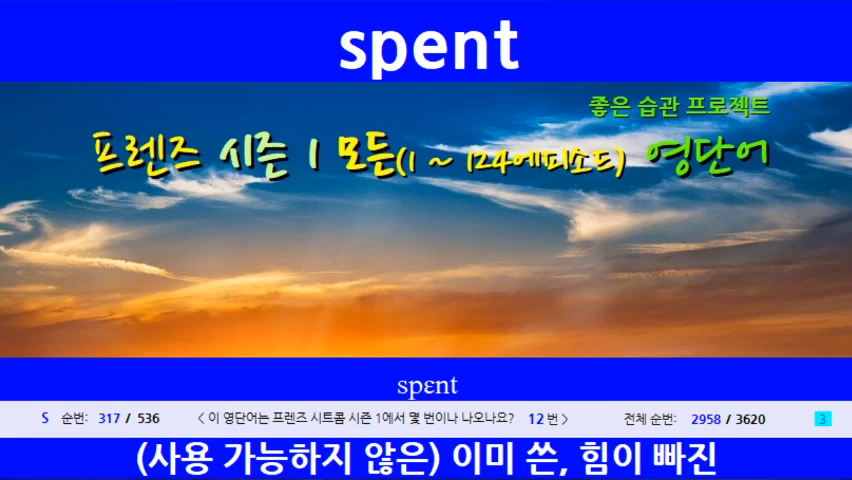 spent
좋은 습관 프로젝트
프렌즈 시즌 1 모든(1 ~ 124에피소드) 영단어
spɛnt
S 순번: 317 / 536 < 이 영단어는 프렌즈 시트콤 시즌 1에서 몇 번이나 나오나요? 12 번 > 전체 순번: 2958 / 3620 3
(사용 가능하지 않은) 이미 쓴, 힘이 빠진